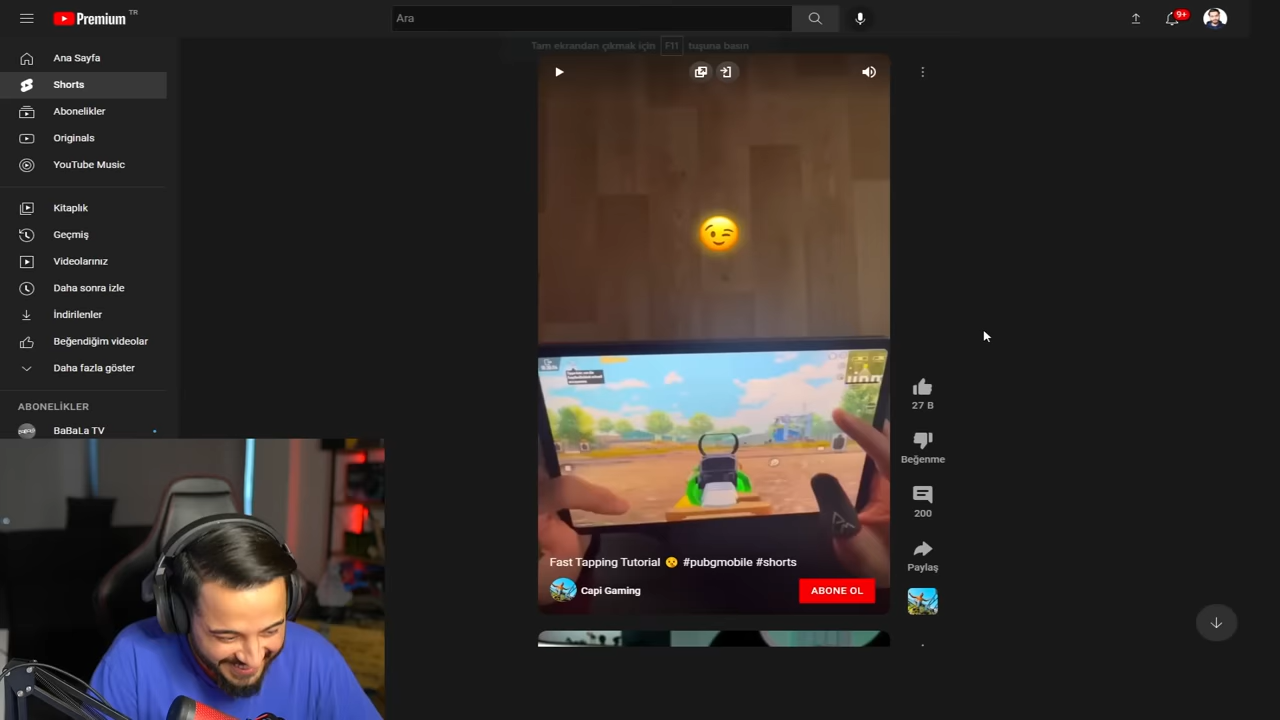 Premium TR
Ara
9+
Tam ekrandan çıkmak için F11 tuşuna basın
Ana Sayfa
Shorts
Abonelikler
Originals
YouTube Music
Kitaplık
Geçmiş
Videolarınız
Daha sonra izle
İndirilenler
Beğendiğim videolar
Daha fazla göster
ABONELİKLER
BaBaLa TV
27 B
Beğenme
200
Paylaş
Fast Tapping Tutorial 😗 #pubgmobile #shorts
Capi Gaming
ABONE OL